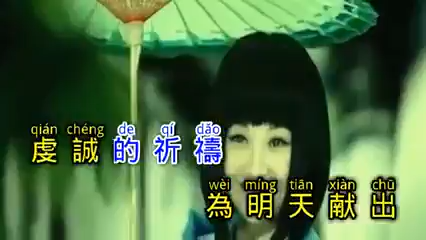 qián chéng de qí dǎo
虔誠的祈禱
wèi míng tiān xiàn chū
為明天献出